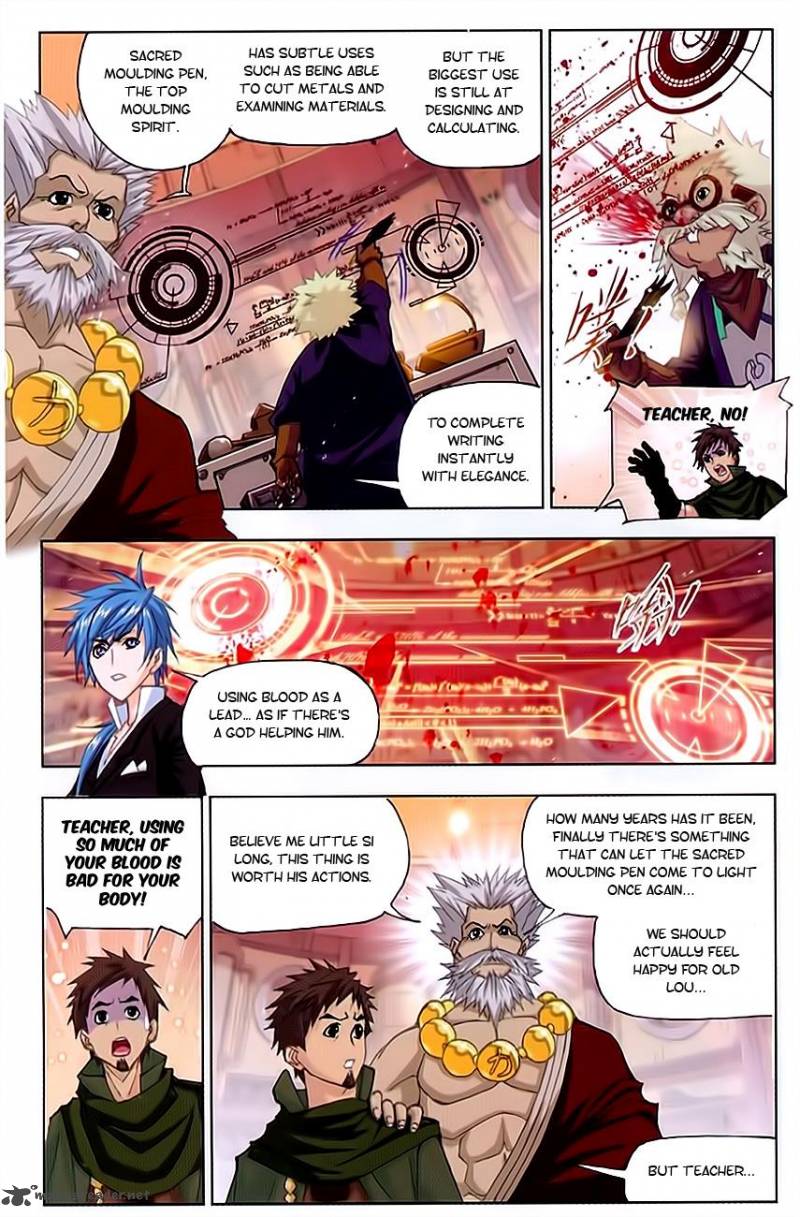 SACRED
MOULDING PEN,
THE TOP
MOULDING
SPIRIT.
HAS SUBTLE USES
SUCH AS BEING ABLE
TO CUT METALS AND
EXAMINING MATERIALS.
BUT THE
BIGGEST USE
IS STILL AT
DESIGNING AND
CALCULATING.
TO COMPLETE
WRITING
INSTANTLY
WITH ELEGANCE.
TEACHER, NO!
USING BLOOD AS A
LEAD... AS IF THERE'S
A GOD HELPING HIM.
TEACHER, USING
SO MUCH OF
YOUR BLOOD IS
BAD FOR YOUR
BODY!
BELIEVE ME LITTLE SI
LONG, THIS THING IS
WORTH HIS ACTIONS.
HOW MANY YEARS HAS IT BEEN,
FINALLY THERE'S SOMETHING
THAT CAN LET THE SACRED
MOULDING PEN COME TO LIGHT
ONCE AGAIN...
WE SHOULD
ACTUALLY FEEL
HAPPY FOR OLD
LOU...
BUT TEACHER...